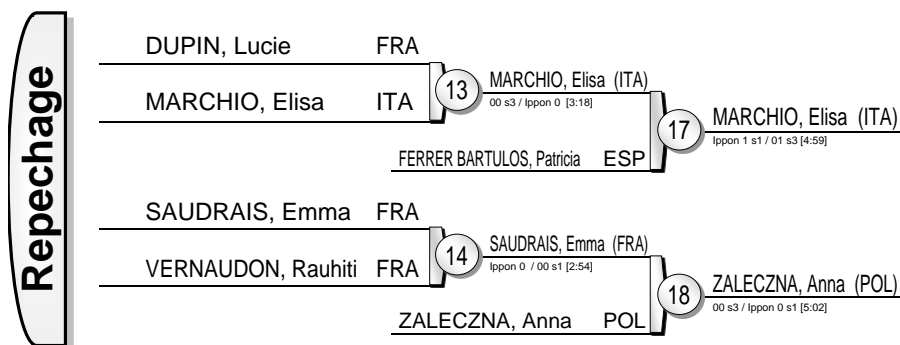 Repechage
DUPIN, Lucie FRA
MARCHIO, Elisa ITA
13
MARCHIO, Elisa (ITA)
00 s3 / Ippon 0 [3:18]
FERRER BARTULOS, Patricia ESP
17
MARCHIO, Elisa (ITA)
Ippon 1 s1 / 01 s3 [4:59]
SAUDRAIS, Emma FRA
VERNAUDON, Rauhiti FRA
14
SAUDRAIS, Emma (FRA)
Ippon 0 / 00 s1 [2:54]
ZALECZNA, Anna POL
18
ZALECZNA, Anna (POL)
00 s3 / Ippon 0 s1 [5:02]